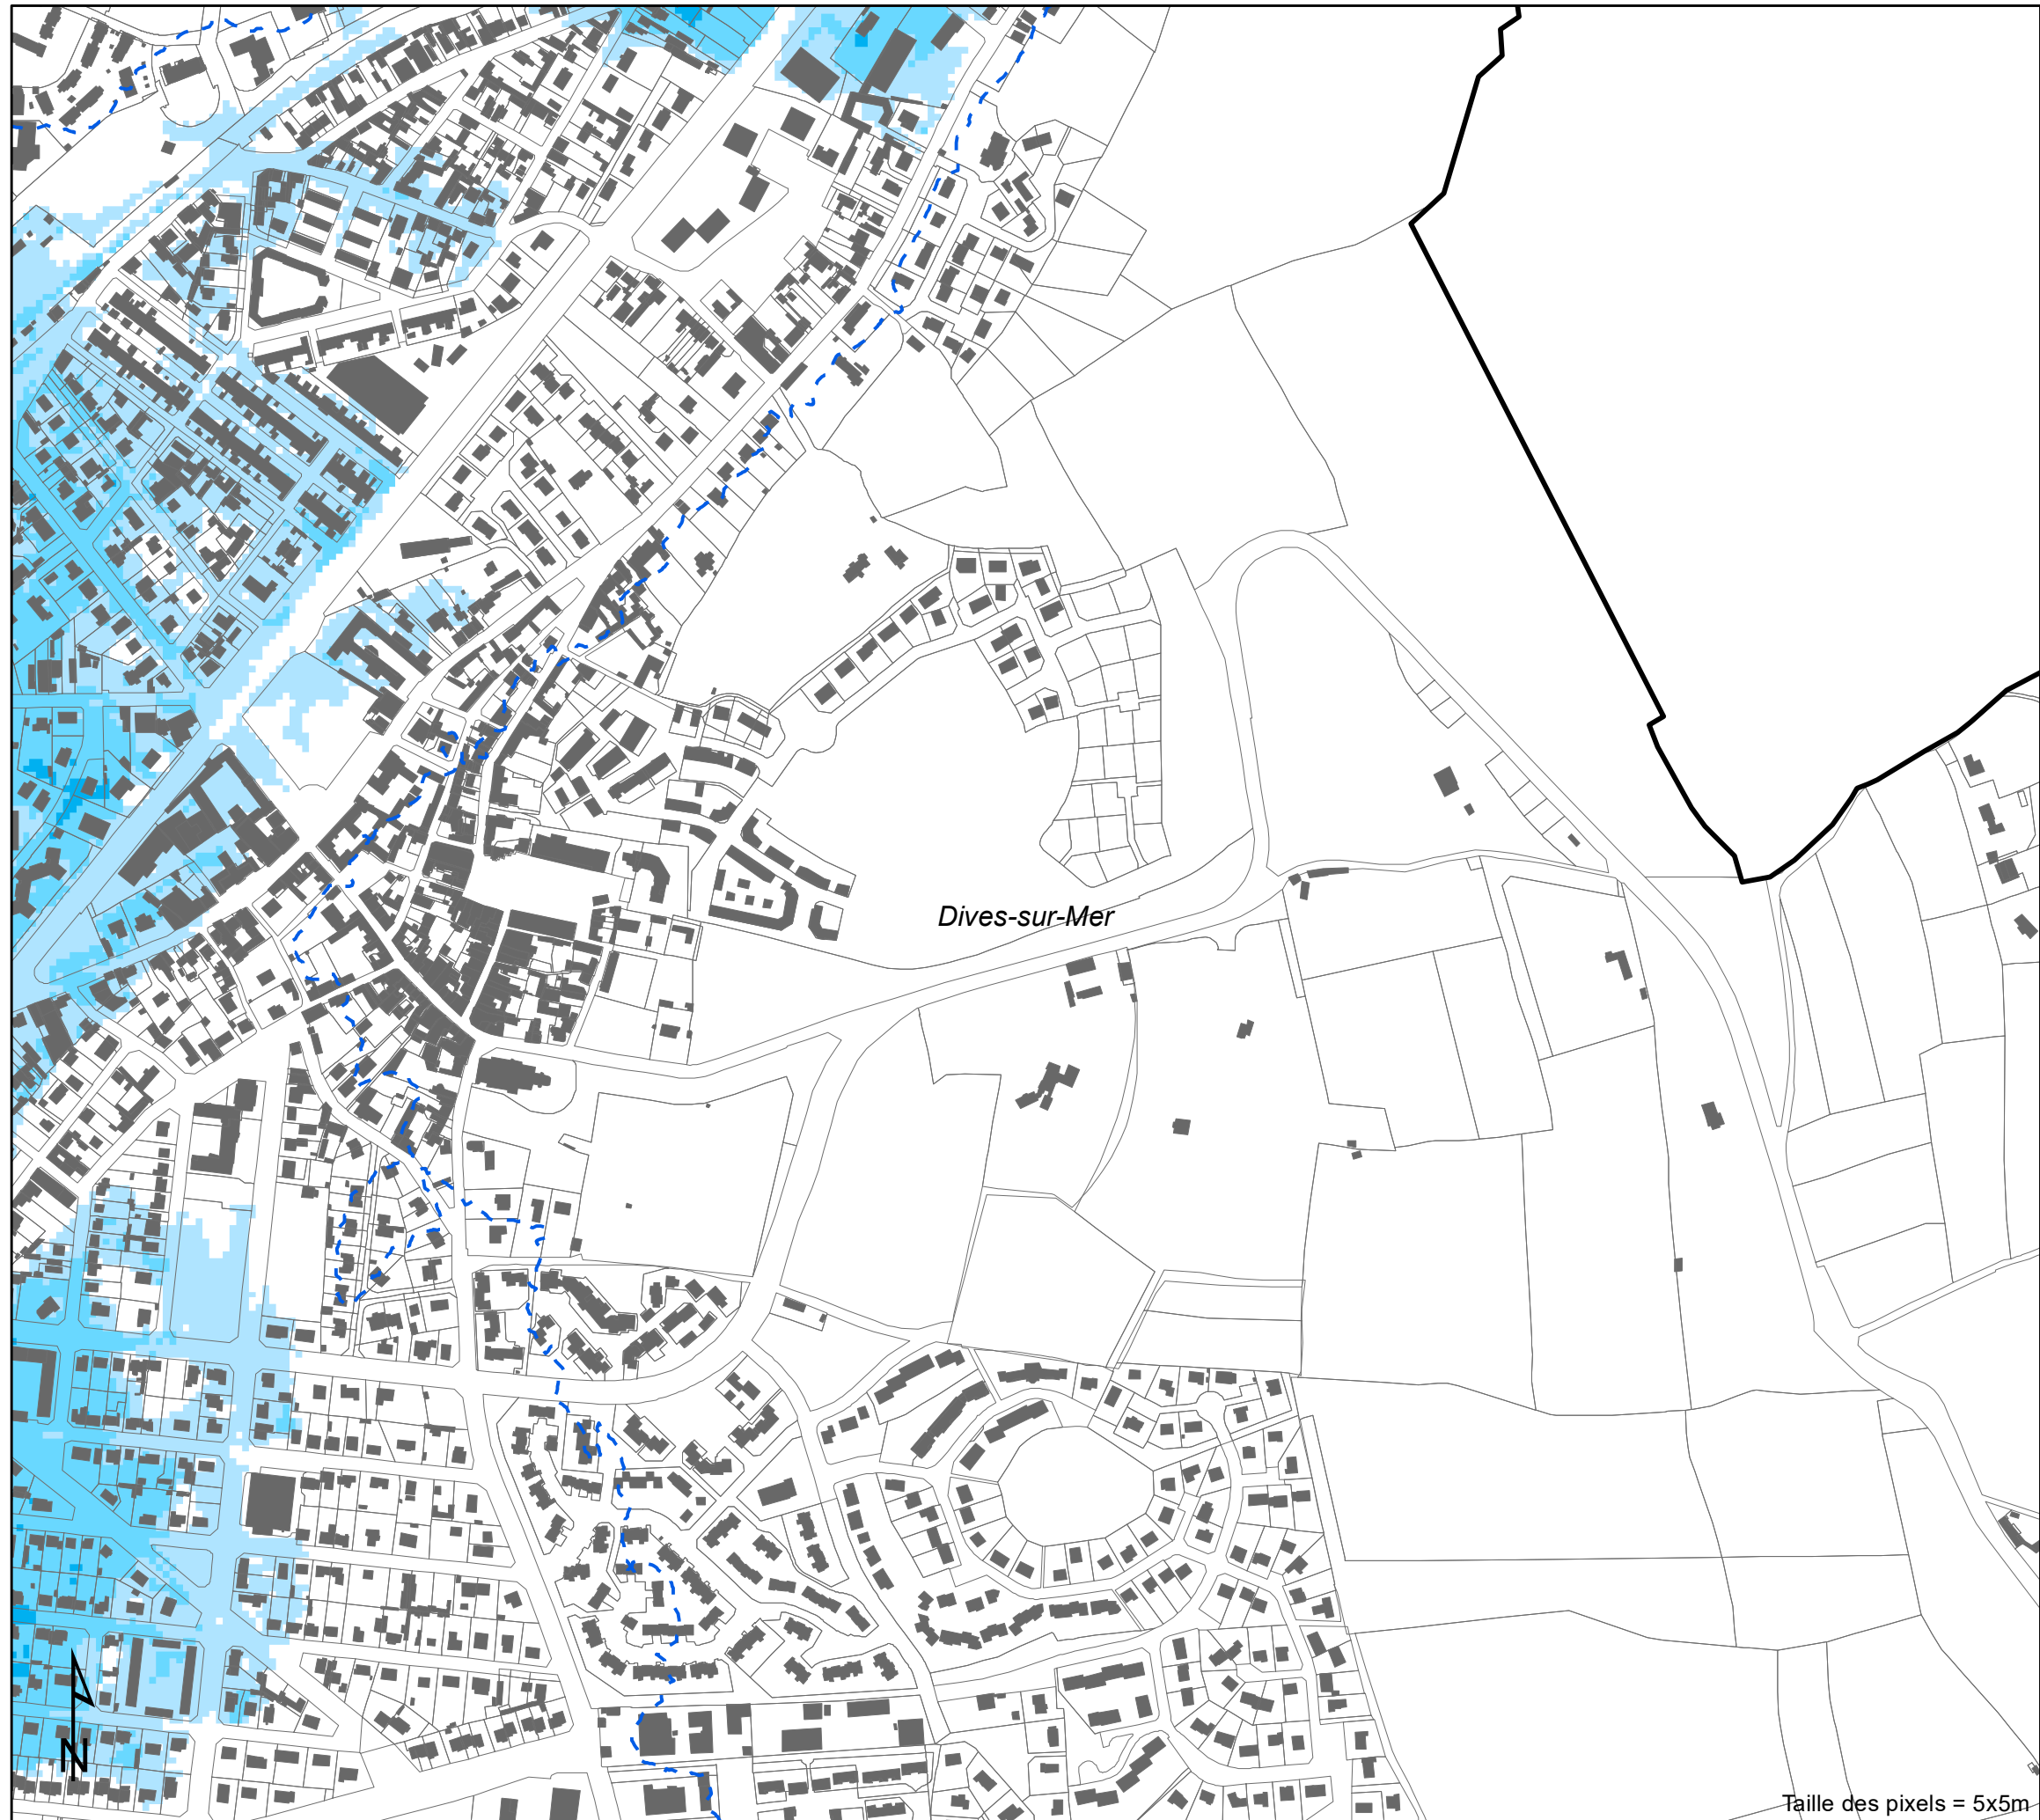 Dives-sur-Mer
N
Taille des pixels = 5x5m